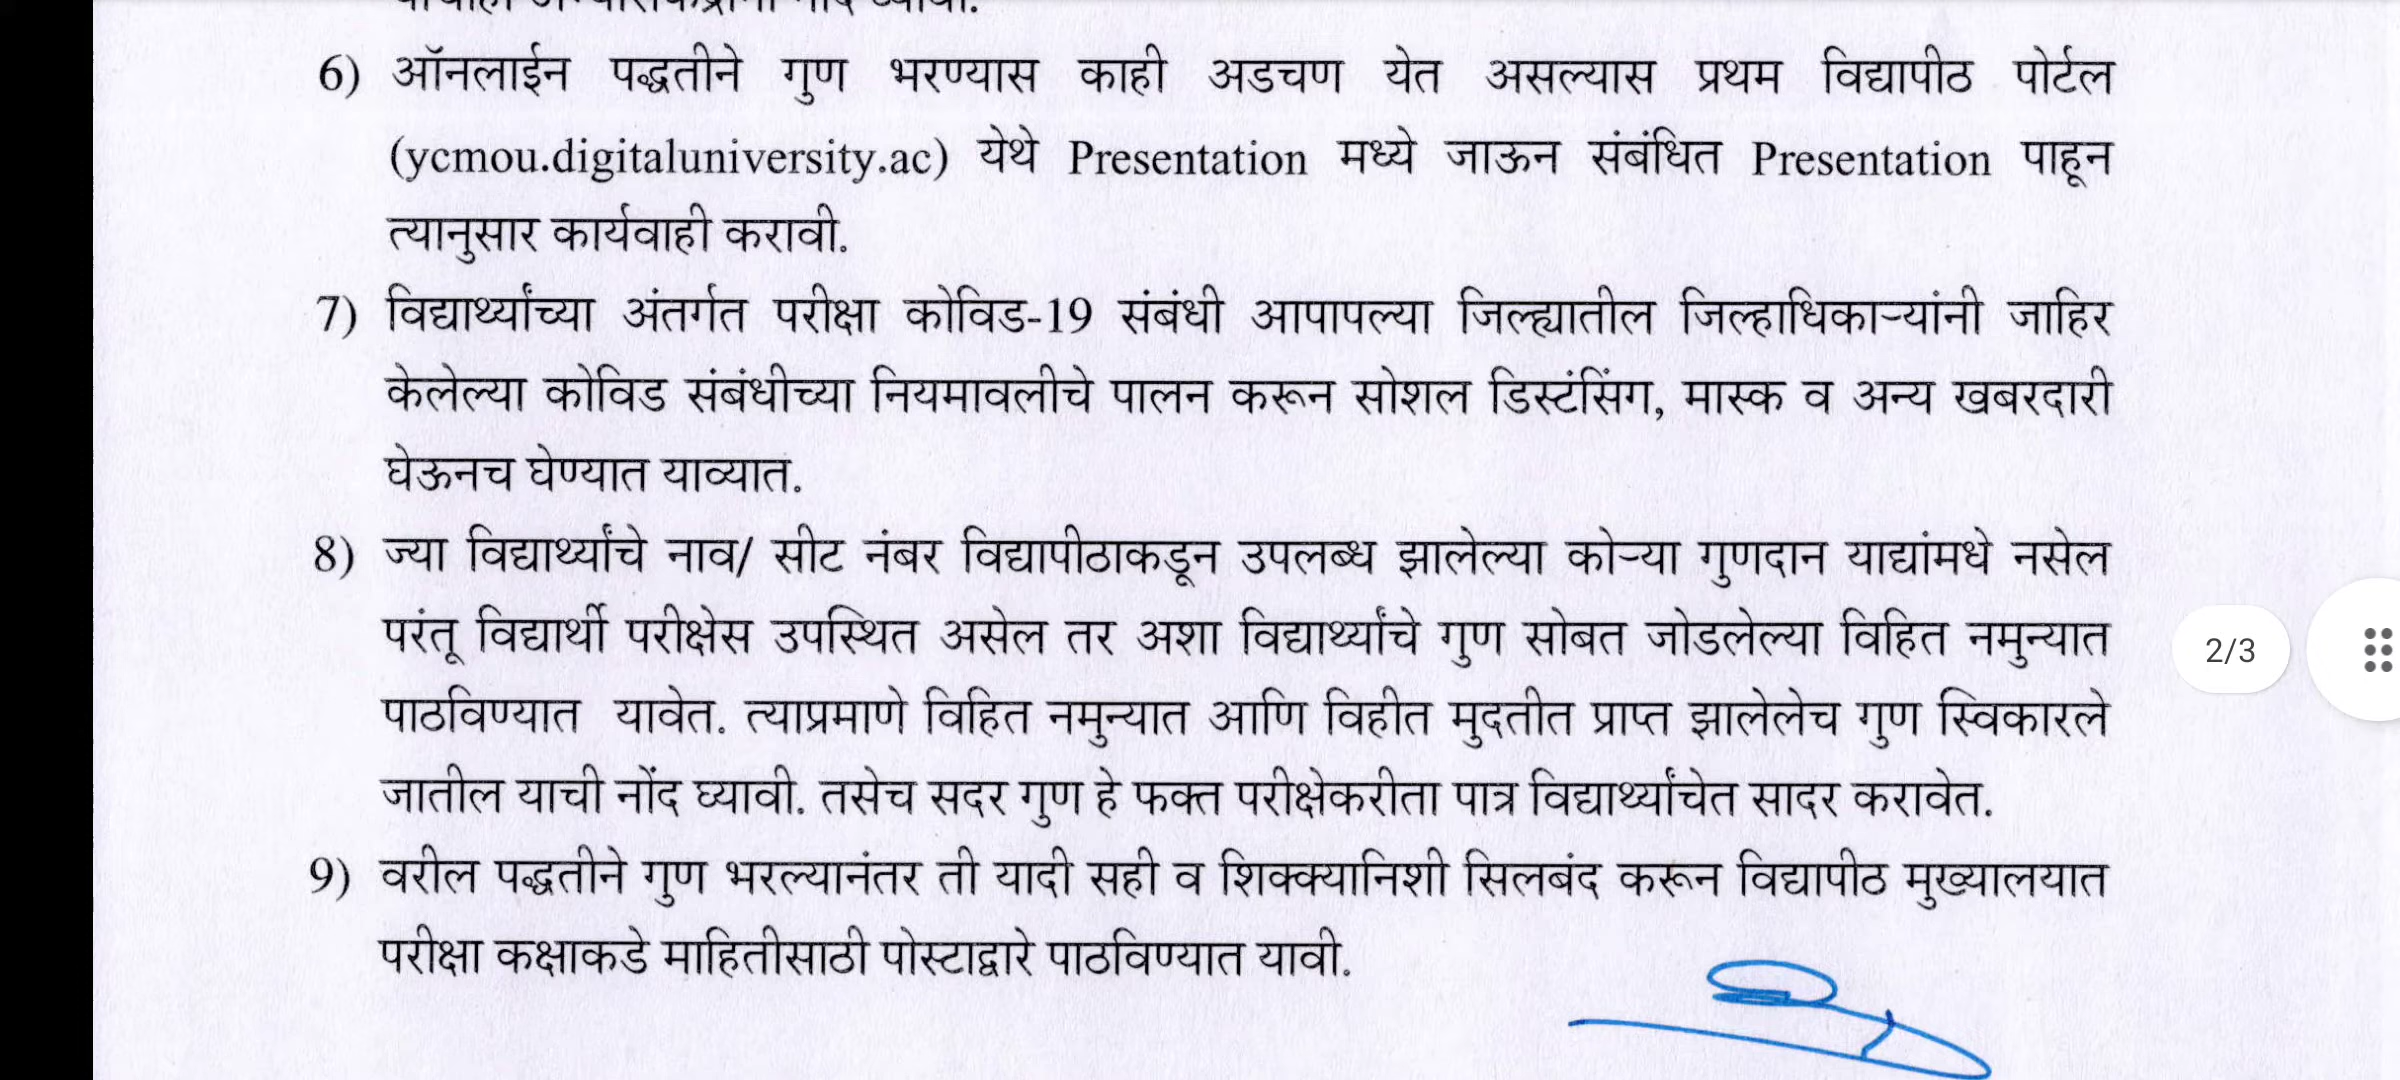 6) ऑनलाईन पद्धतीने गुण भरण्यास काही अडचण येत असल्यास प्रथम विद्यापीठ पोर्टल
(ycmou.digitaluniversity.ac) येथे Presentation मध्ये जाऊन संबंधित Presentation पाहून
त्यानुसार कार्यवाही करावी.
7) विद्यार्थ्यांच्या अंतर्गत परीक्षा कोविड-19 संबंधी आपापल्या जिल्ह्यातील जिल्हाधिकाऱ्यांनी जाहिर
केलेल्या कोविड संबंधीच्या नियमावलीचे पालन करून सोशल डिस्टंसिंग, मास्क व अन्य खबरदारी
घेऊनच घेण्यात याव्यात.
8) ज्या विद्यार्थ्यांचे नाव/ सीट नंबर विद्यापीठाकडून उपलब्ध झालेल्या कोऱ्या गुणदान याद्यांमधे नसेल
परंतू विद्यार्थी परीक्षेस उपस्थित असेल तर अशा विद्यार्थ्यांचे गुण सोबत जोडलेल्या विहित नमुन्यात
पाठविण्यात यावेत. त्याप्रमाणे विहित नमुन्यात आणि विहीत मुदतीत प्राप्त झालेलेच गुण स्विकारले
जातील याची नोंद घ्यावी. तसेच सदर गुण हे फक्त परीक्षेकरीता पात्र विद्यार्थ्यांचेत सादर करावेत.
2/3
9) वरील पद्धतीने गुण भरल्यानंतर ती यादी सही व शिक्क्यानिशी सिलबंद करून विद्यापीठ मुख्यालयात
परीक्षा कक्षाकडे माहितीसाठी पोस्टाद्वारे पाठविण्यात यावी.